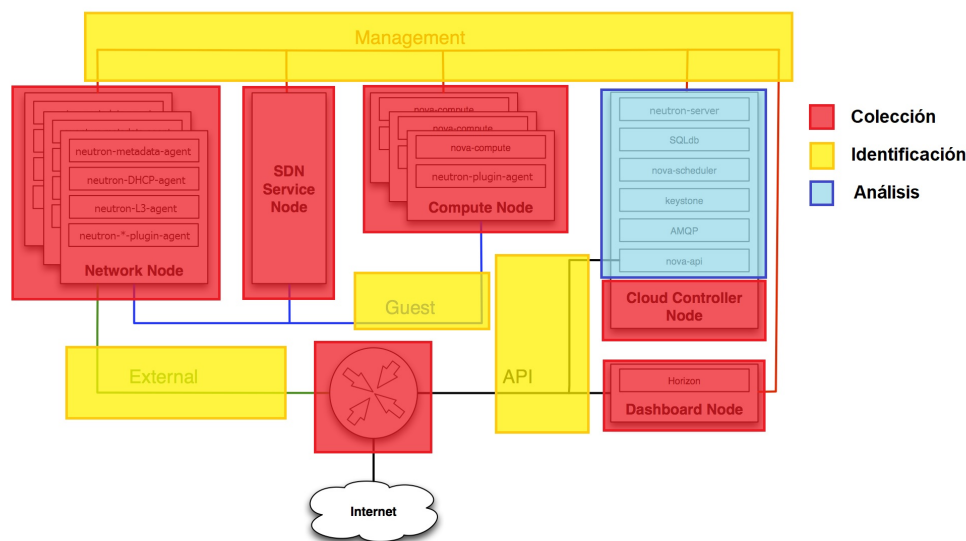 Management
nova-compute
nova-compute
neutron-metadata-agent
neutron-DHCP-agent
neutron-L3-agent
neutron-*-plugin-agent
Network Node
SDN
Service
Node
nova-compute
neutron-plugin-agent
Compute Node
neutron-server
SQLdb
nova-scheduler
keystone
AMQP
nova-api
Cloud Controller
Node
Colección
Identificación
Análisis
Guest
External
API
Horizon
Dashboard Node
Internet